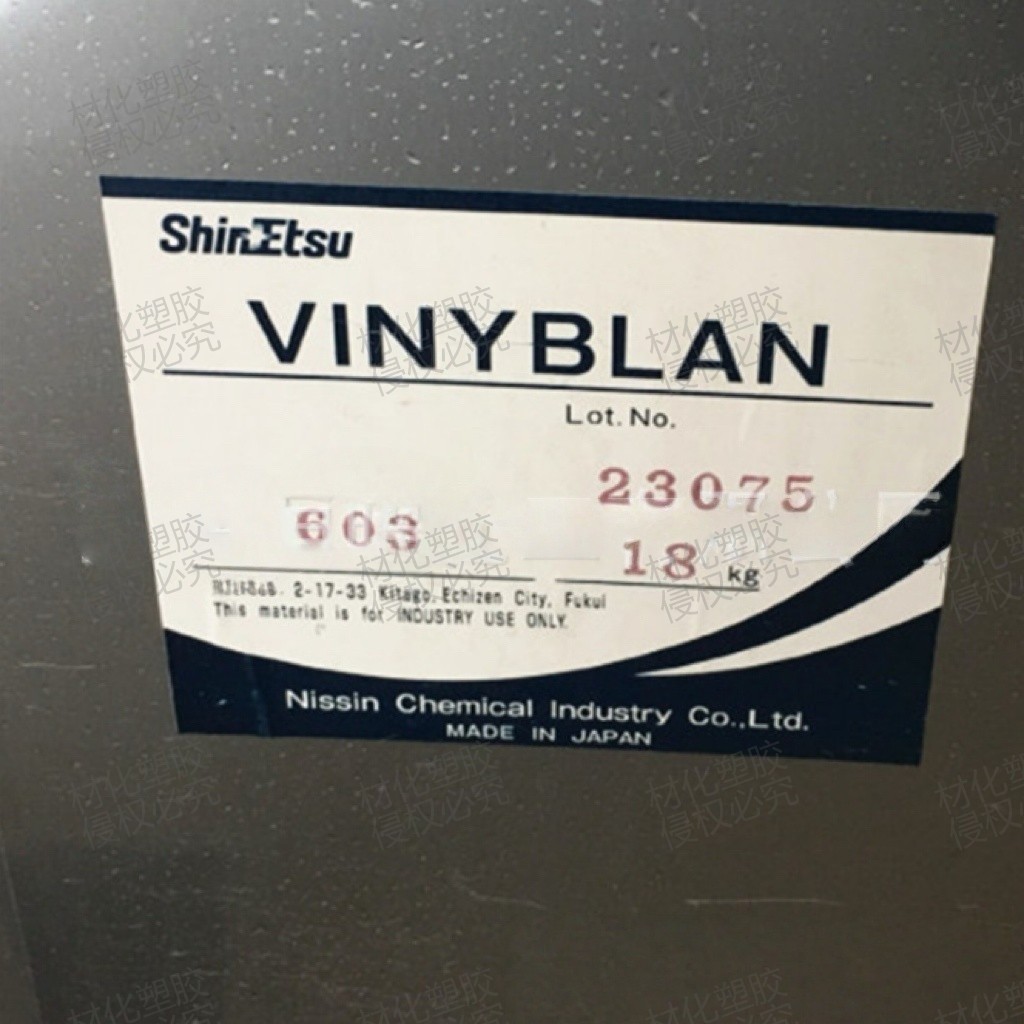 ShinEtsu
VINYBLAN
Lot. No.
23075
603
18 kg
2-17-33 Kitago, Echizen City, Fukui
This material is for INDUSTRY USE ONLY.
Nissin Chemical Industry Co.,Ltd.
MADE IN JAPAN
材化塑胶
侵权必究